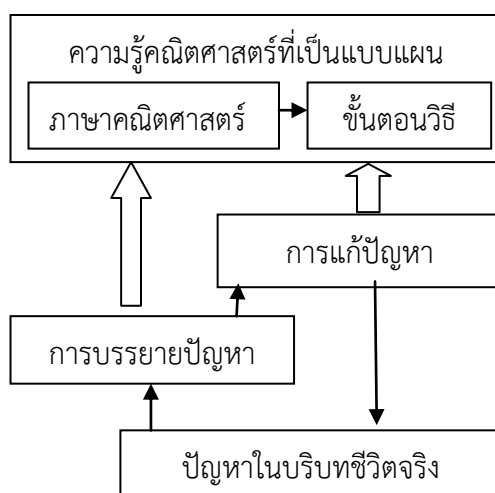 ความรู้คณิตศาสตร์ที่เป็นแบบแผน
ภาษาคณิตศาสตร์
ขั้นตอนวิธี
การแก้ปัญหา
การบรรยายปัญหา
ปัญหาในบริบทชีวิตจริง